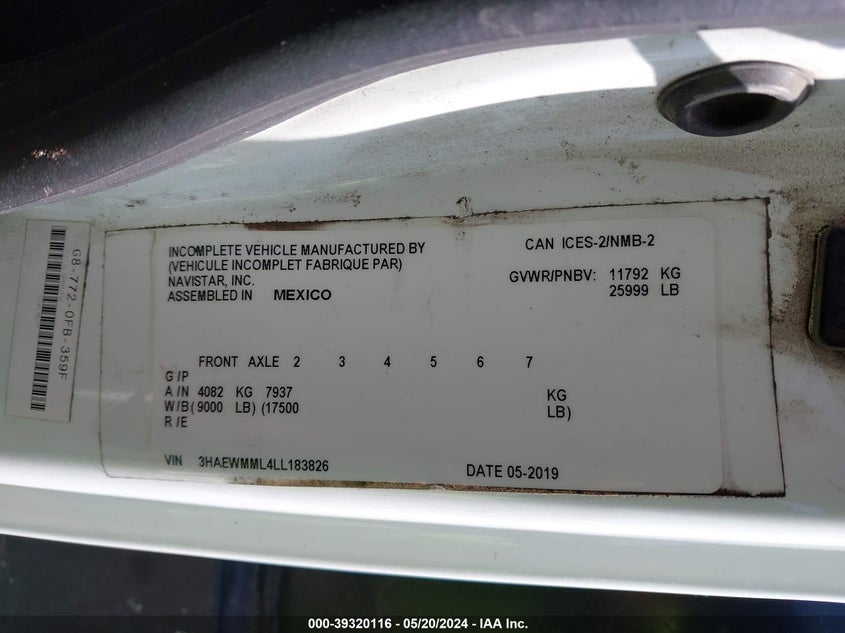 G8-772-0FB-359F
INCOMPLETE VEHICLE MANUFACTURED BY
(VEHICULE INCOMPLET FABRIQUE PAR)
NAVISTAR, INC.
ASSEMBLED IN MEXICO
CAN ICES-2/NMB-2
GVWR/PNBV: 11792 KG
25999 LB
FRONT AXLE 2 3 4 5 6 7
G/P
A/N 4082 KG 7937 KG
W/B(9000 LB) (17500 LB)
R/E
VIN 3HAEWMML4LL183826
DATE 05-2019
000-39320116 - 05/20/2024 - IAA Inc.